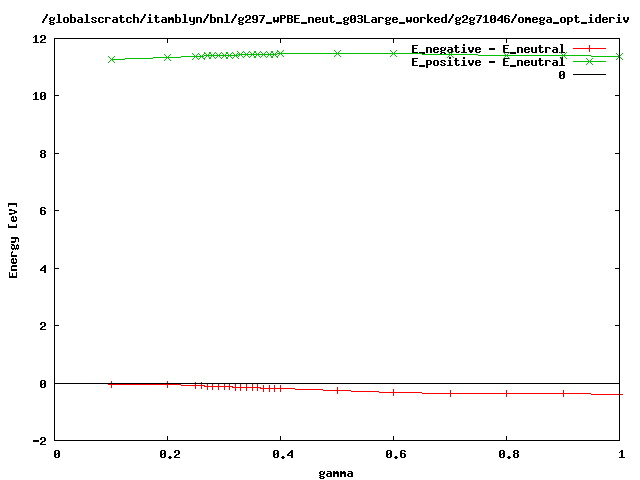 /globalscratch/itamblyn/bnl/g297_wPBE_neut_g03Large_worked/g2g71046/omega_opt_ideriv
E_negative - E_neutral
E_positive - E_neutral
0
12
10
8
6
4
2
0
-2
Energy [eV]
0 0.2 0.4 0.6 0.8 1
gamma